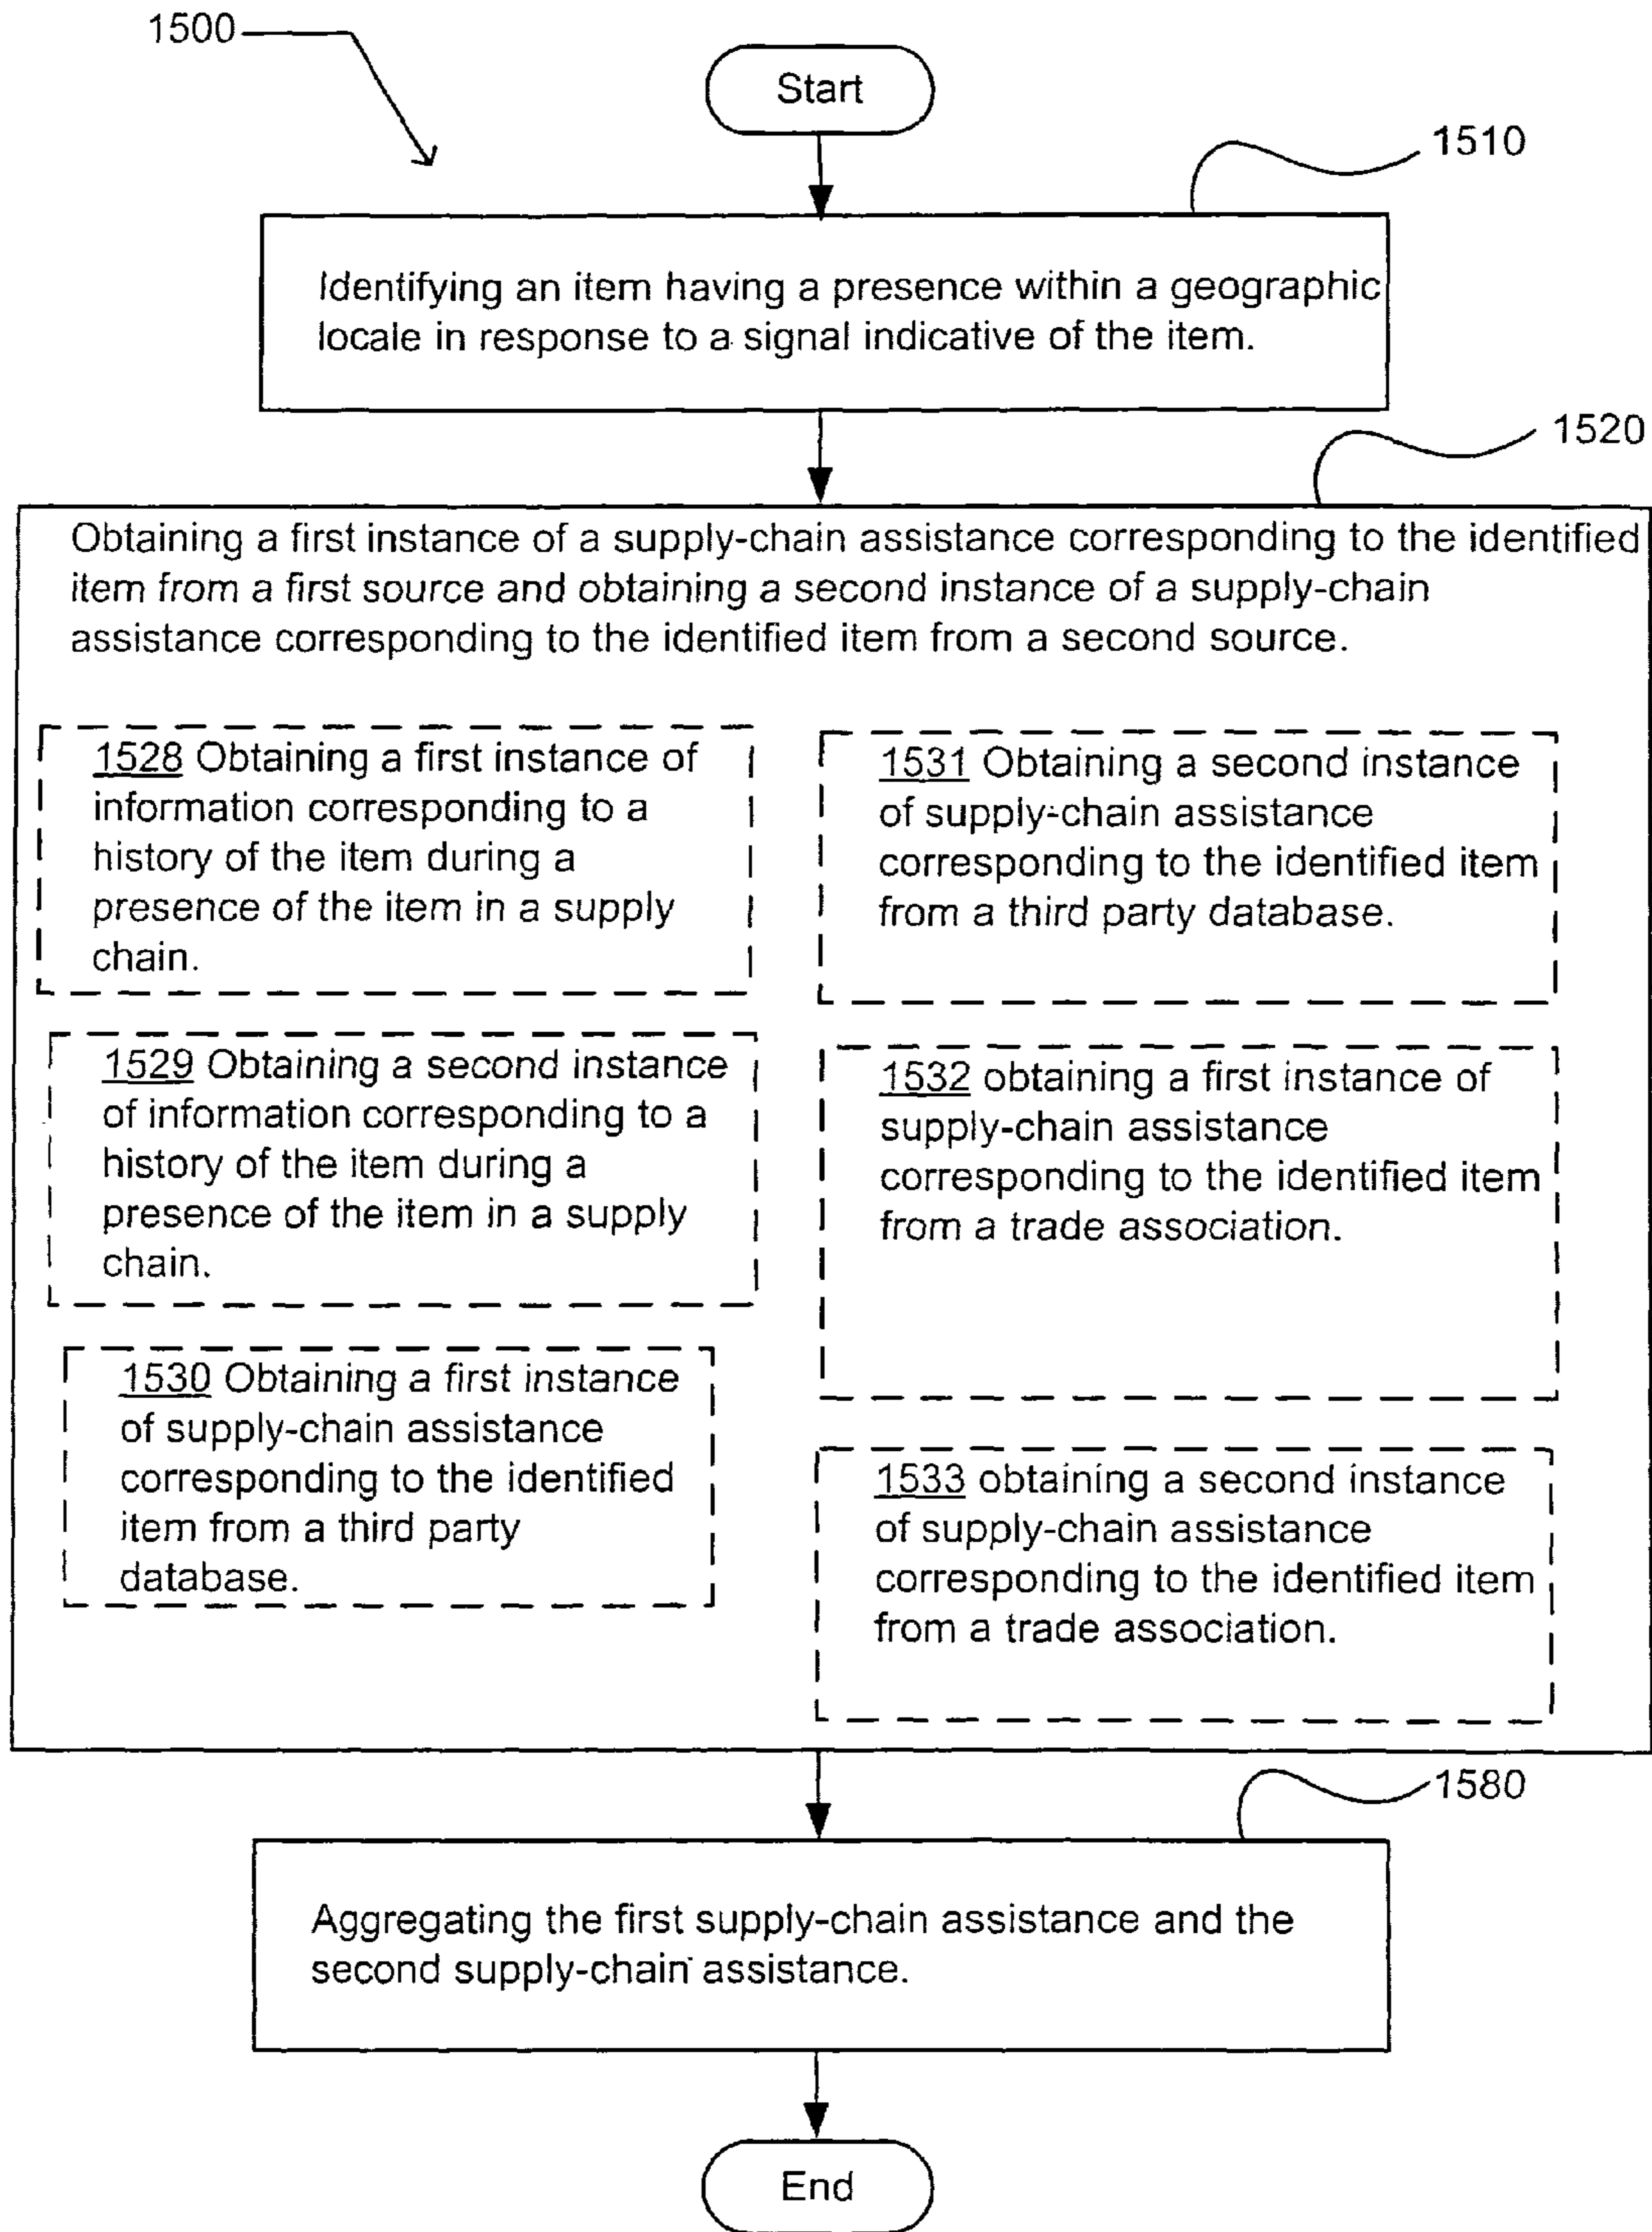 1500
Start
1510
Identifying an item having a presence within a geographic
locale in response to a signal indicative of the item.
1520
Obtaining a first instance of a supply-chain assistance corresponding to the identified
item from a first source and obtaining a second instance of a supply-chain
assistance corresponding to the identified item from a second source.
1528 Obtaining a first instance of
information corresponding to a
history of the item during a
presence of the item in a supply
chain.
1529 Obtaining a second instance
of information corresponding to a
history of the item during a
presence of the item in a supply
chain.
1530 Obtaining a first instance
of supply-chain assistance
corresponding to the identified
item from a third party
database.
1531 Obtaining a second instance
of supply-chain assistance
corresponding to the identified item
from a third party database.
1532 obtaining a first instance of
supply-chain assistance
corresponding to the identified item
from a trade association.
1533 obtaining a second instance
of supply-chain assistance
corresponding to the identified item
from a trade association.
1580
Aggregating the first supply-chain assistance and the
second supply-chain assistance.
End